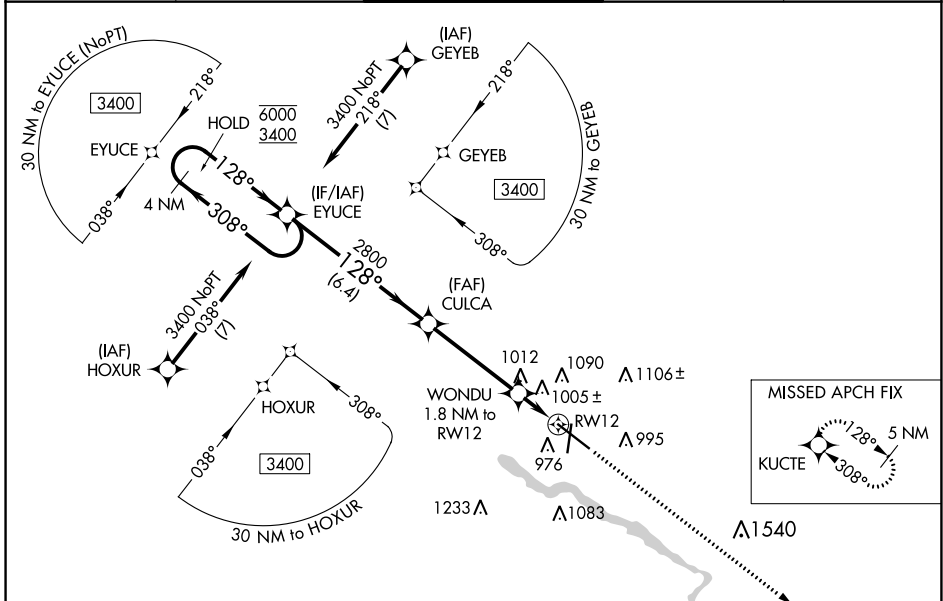 30 NM to EYUCE (NoPT)
3400
218°
EYUCE
038°
HOLD
6000
3400
128°
4 NM
308°
(IF/IAF)
EYUCE
(IAF)
GEYEB
3400 NoPT
218°
(7)
218°
GEYEB
3400
308°
30 NM to GEYEB
2800
128°
(6.4)
(FAF)
CULCA
3400 NoPT
038°
(7)
(IAF)
HOXUR
HOXUR
308°
038°
3400
30 NM to HOXUR
1012
1090
1106±
1005±
WONDU
1.8 NM to
RW12
RW12
995
976
1233
1083
1540
MISSED APCH FIX
128°
5 NM
KUCTE
308°